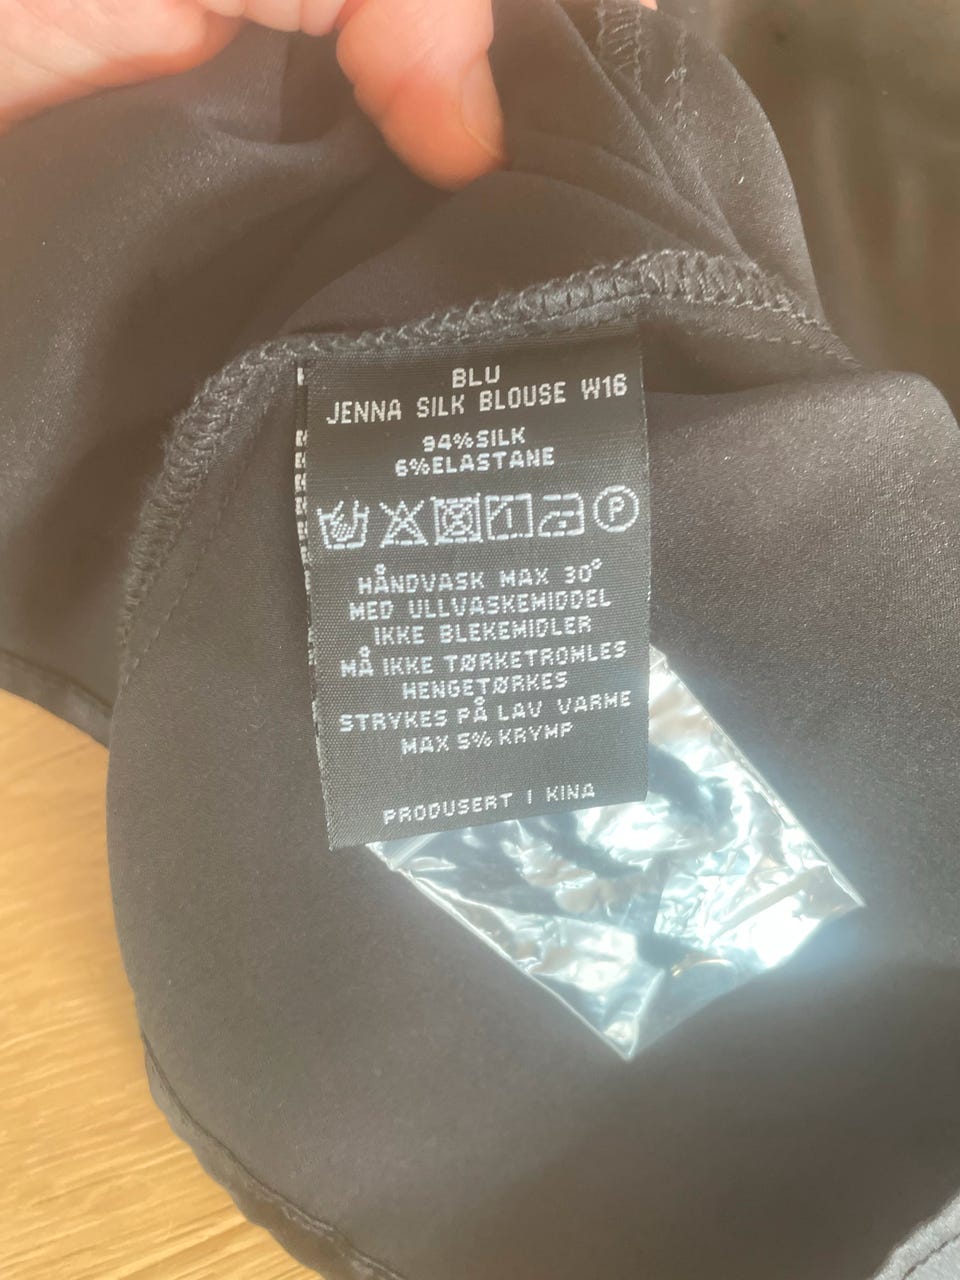 BLU
JENNA SILK BLOUSE W16
94%SILK
6%ELASTANE
P
HÅNDVASK MAX 30°
MED ULLVASKEMIDDEL
IKKE BLEKEMIDLER
MÅ IKKE TØRKETROMLES
HENGETØRKES
STRYKES PÅ LAV VARME
MAX 5% KRYMP
PRODUSERT I KINA